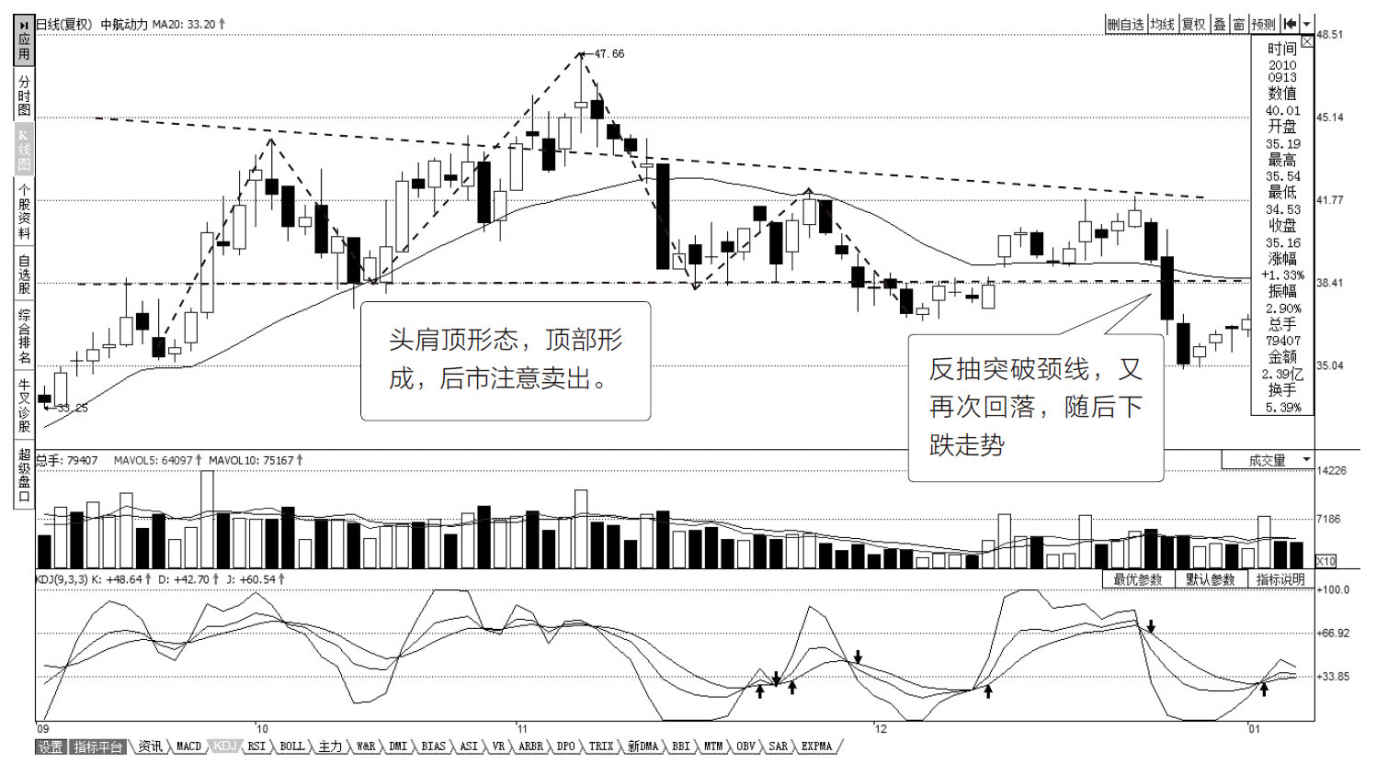 日线(复权) 中航动力 MA20: 33.20↑
删自选 均线 复权 叠 窗 预测
应用
分时图
K线图
个股资料
自选股
综合排名
牛叉诊股
超级盘口
47.66
33.25
头肩顶形态，顶部形
成，后市注意卖出。
反抽突破颈线，又
再次回落，随后下
跌走势
48.51
45.14
41.77
38.41
35.04
时间
2010
0913
数值
40.01
开盘
35.19
最高
35.54
最低
34.53
收盘
35.16
涨幅
+1.33%
振幅
2.90%
总手
79407
金额
2.39亿
换手
5.39%
总手: 79407 MAVOL5: 64097↑ MAVOL10: 75167↑
成交量
14226
7186
X10
KDJ(9,3,3) K: +48.64↑ D: +42.70↑ J: +60.54↑
最优参数 默认参数 指标说明
+100.0
+66.92
+33.85
09 10 11 12 01
设置 指标平台 资讯 MACD KDJ RSI BOLL 主力 W&R DMI BIAS ASI VR ARBR DPO TRIX 新DMA BBI MTM OBV SAR EXPMA